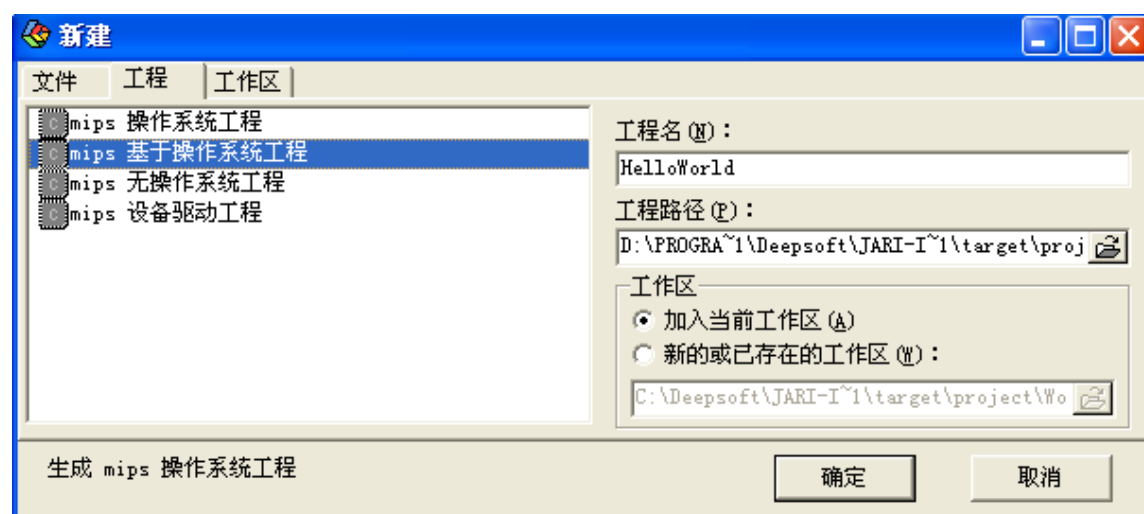 新建
文件 工程 工作区
mips 操作系统工程
mips 基于操作系统工程
mips 无操作系统工程
mips 设备驱动工程
工程名(N)：
HelloWorld
工程路径(P)：
D:\PROGRA~1\Deepsoft\JARI-I~1\target\proj
工作区
加入当前工作区(A)
新的或已存在的工作区(W)：
C:\Deepsoft\JARI-I~1\target\project\Wo
生成 mips 操作系统工程
确定 取消